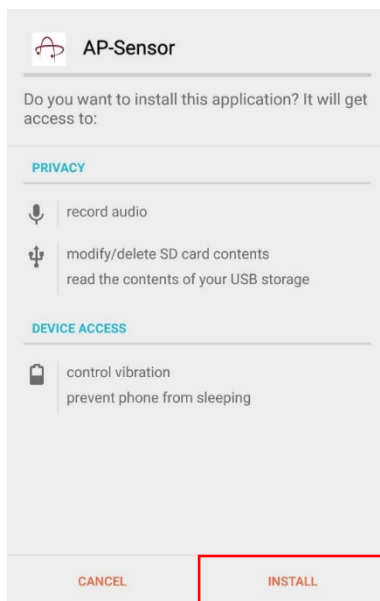 AP-Sensor
Do you want to install this application? It will get
access to:
PRIVACY
record audio
modify/delete SD card contents
read the contents of your USB storage
DEVICE ACCESS
control vibration
prevent phone from sleeping
CANCEL INSTALL